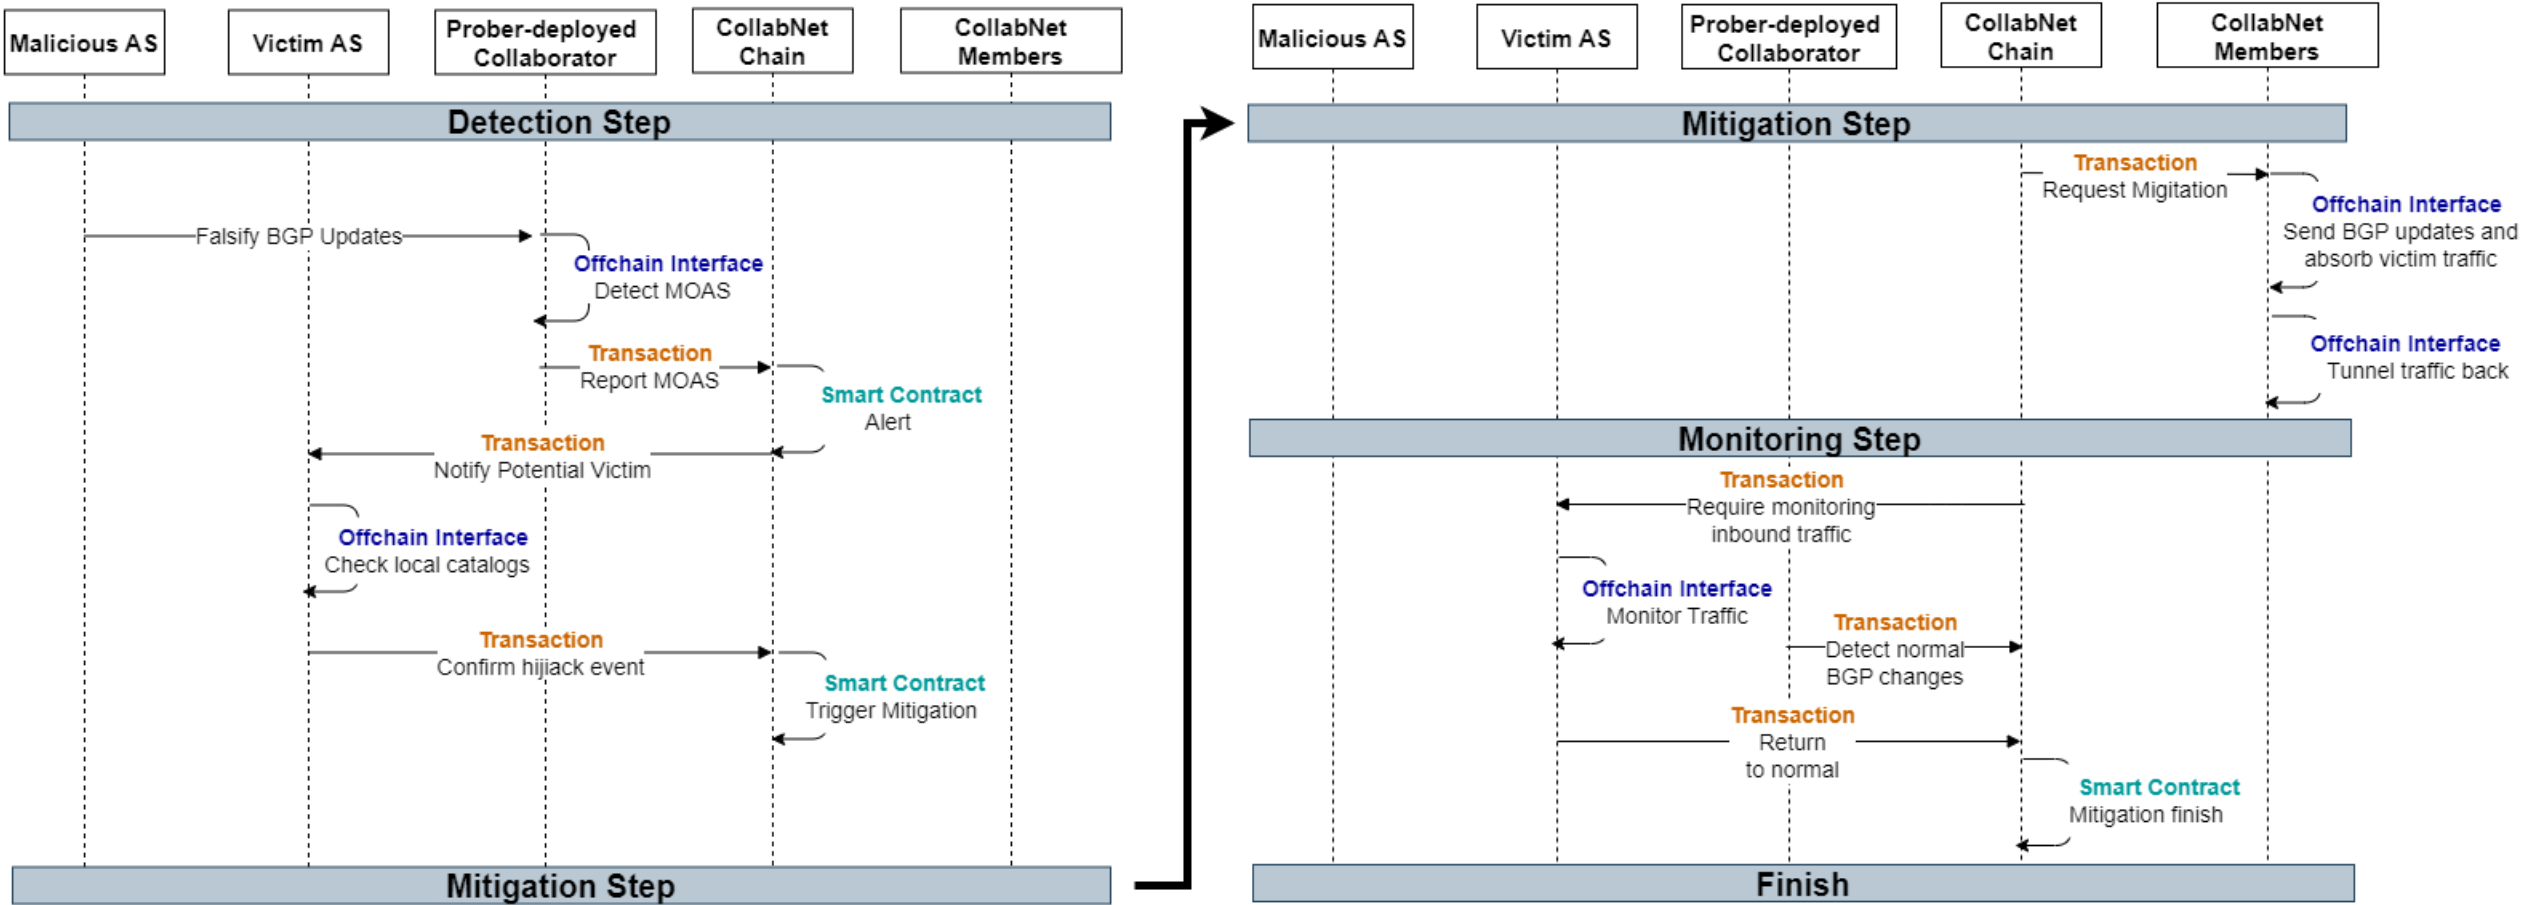 Malicious AS
Victim AS
Prober-deployed
Collaborator
CollabNet
Chain
CollabNet
Members
Detection Step
Falsify BGP Updates
Offchain Interface
Detect MOAS
Transaction
Report MOAS
Smart Contract
Alert
Transaction
Notify Potential Victim
Offchain Interface
Check local catalogs
Transaction
Confirm hijiack event
Smart Contract
Trigger Mitigation
Mitigation Step
Malicious AS
Victim AS
Prober-deployed
Collaborator
CollabNet
Chain
CollabNet
Members
Mitigation Step
Transaction
Request Migitation
Offchain Interface
Send BGP updates and
absorb victim traffic
Offchain Interface
Tunnel traffic back
Monitoring Step
Transaction
Require monitoring
inbound traffic
Offchain Interface
Monitor Traffic
Transaction
Detect normal
BGP changes
Transaction
Return
to normal
Smart Contract
Mitigation finish
Finish